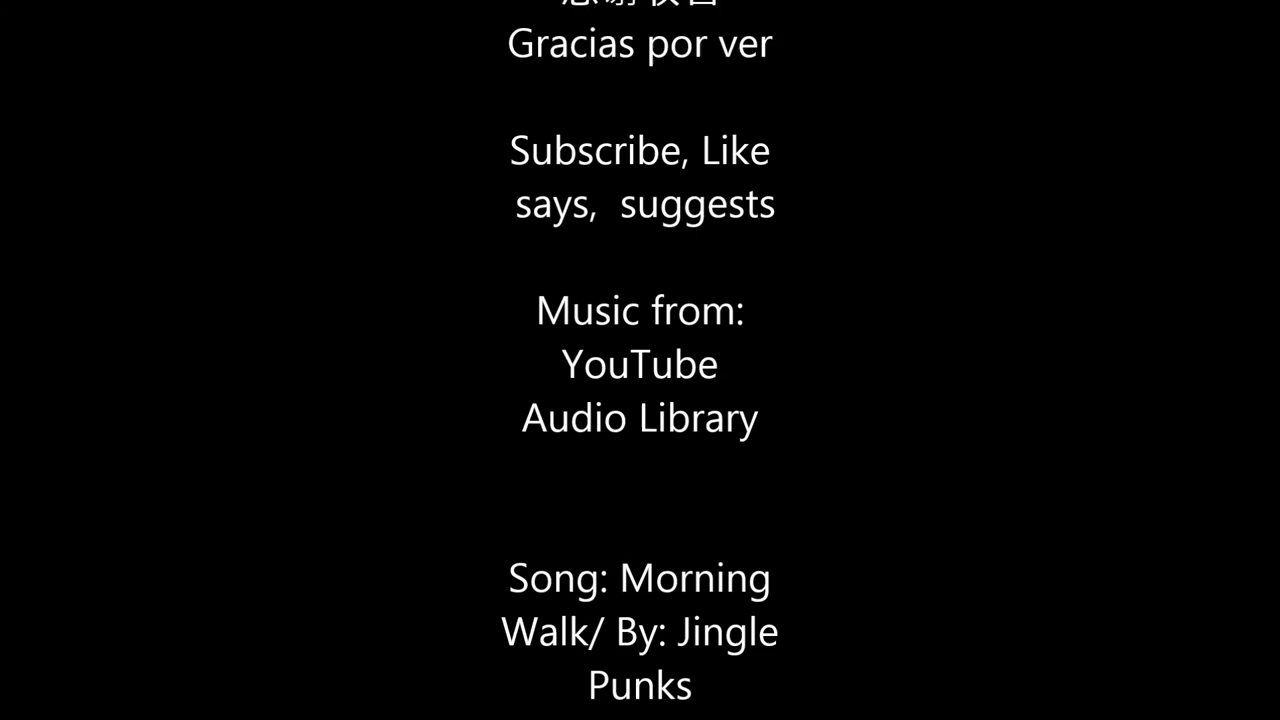 Gracias por ver
Subscribe, Like
says,  suggests
Music from:
YouTube
Audio Library
Song: Morning
Walk/ By: Jingle
Punks